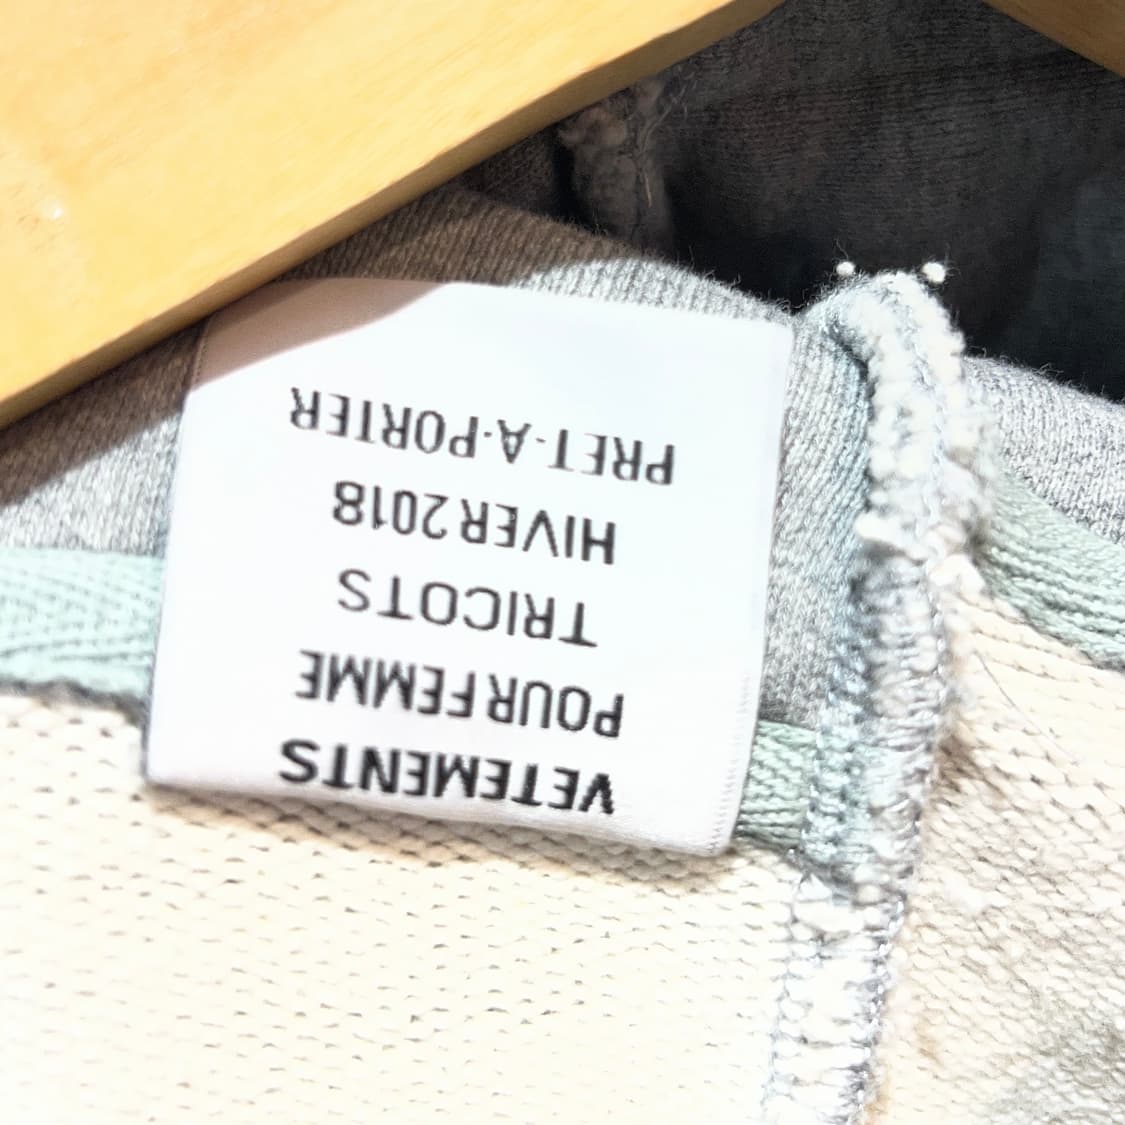 VETEMENTS
POUR FEMME
TRICOTS
HIVER 2018
PRET-A-PORTER